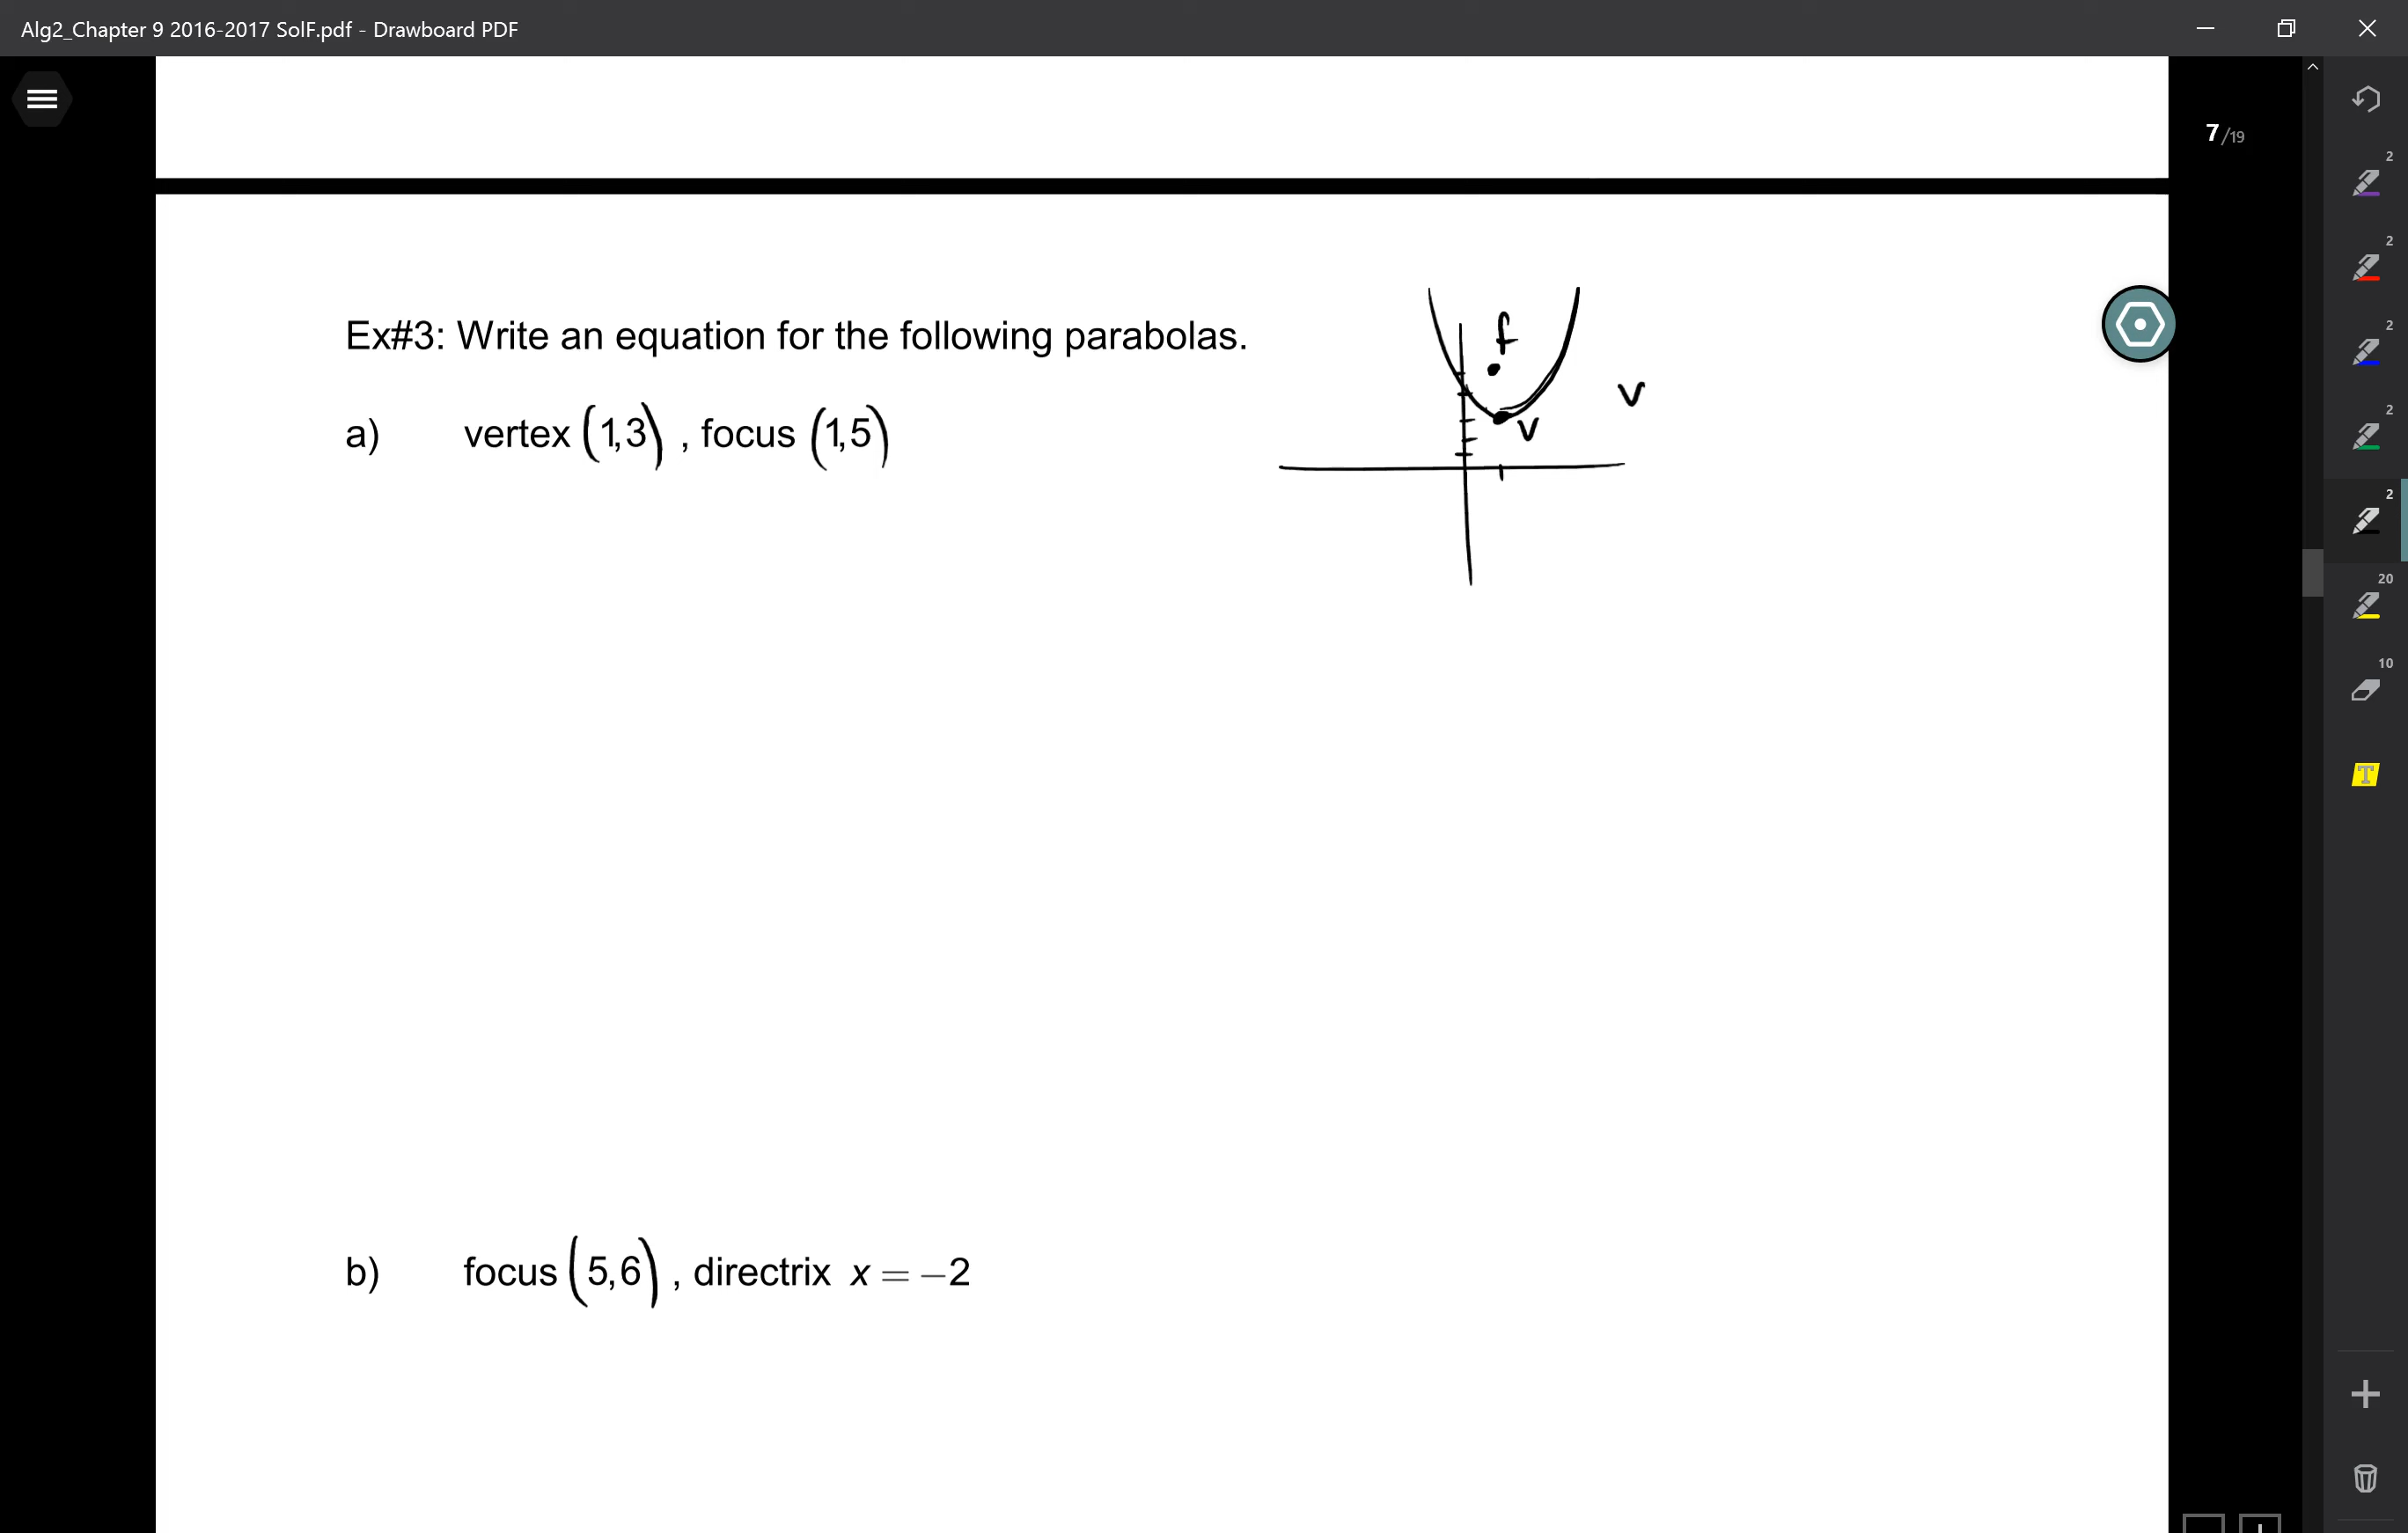 Alg2_Chapter 9 2016-2017 SolF.pdf - Drawboard PDF
7/19
2
2
2
2
2
20
10
T
Ex#3: Write an equation for the following parabolas.
f
v
v
a) vertex (1,3) , focus (1,5)
b) focus (5,6) , directrix x = −2